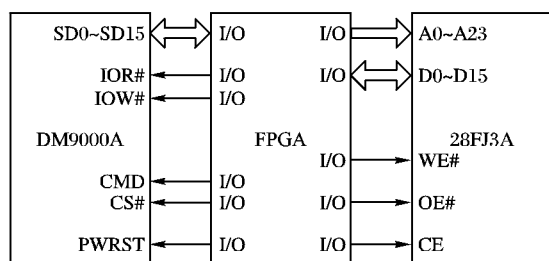 SD0~SD15 I/O I/O A0~A23
IOR# I/O I/O D0~D15
IOW# I/O
DM9000A FPGA 28FJ3A
I/O WE#
CMD I/O
CS# I/O I/O OE#
PWRST I/O I/O CE